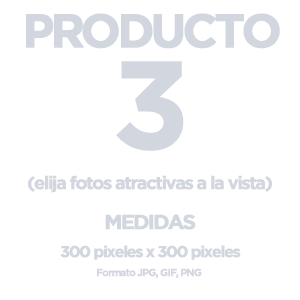 PRODUCTO
3
(elija fotos atractivas a la vista)
MEDIDAS
300 pixeles x 300 pixeles
Formato JPG, GIF, PNG